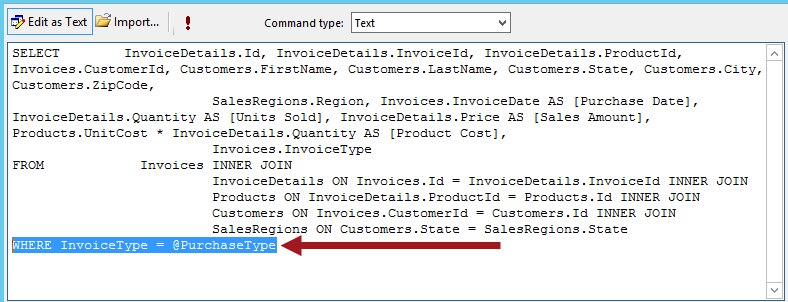 Edit as Text Import... ! Command type: Text
SELECT InvoiceDetails.Id, InvoiceDetails.InvoiceId, InvoiceDetails.ProductId,
Invoices.CustomerId, Customers.FirstName, Customers.LastName, Customers.State, Customers.City,
Customers.ZipCode,
SalesRegions.Region, Invoices.InvoiceDate AS [Purchase Date],
InvoiceDetails.Quantity AS [Units Sold], InvoiceDetails.Price AS [Sales Amount],
Products.UnitCost * InvoiceDetails.Quantity AS [Product Cost],
Invoices.InvoiceType
FROM Invoices INNER JOIN
InvoiceDetails ON Invoices.Id = InvoiceDetails.InvoiceId INNER JOIN
Products ON InvoiceDetails.ProductId = Products.Id INNER JOIN
Customers ON Invoices.CustomerId = Customers.Id INNER JOIN
SalesRegions ON Customers.State = SalesRegions.State
WHERE InvoiceType = @PurchaseType